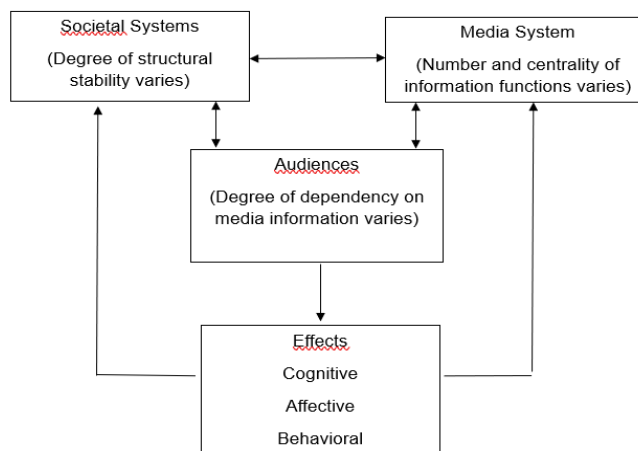 Societal Systems
(Degree of structural
stability varies)
Media System
(Number and centrality of
information functions varies)
Audiences
(Degree of dependency on
media information varies)
Effects
Cognitive
Affective
Behavioral